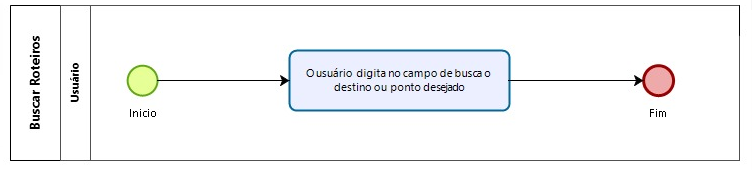 Buscar Roteiros
Usuário
Inicio
O usuário digita no campo de busca o
destino ou ponto desejado
Fim